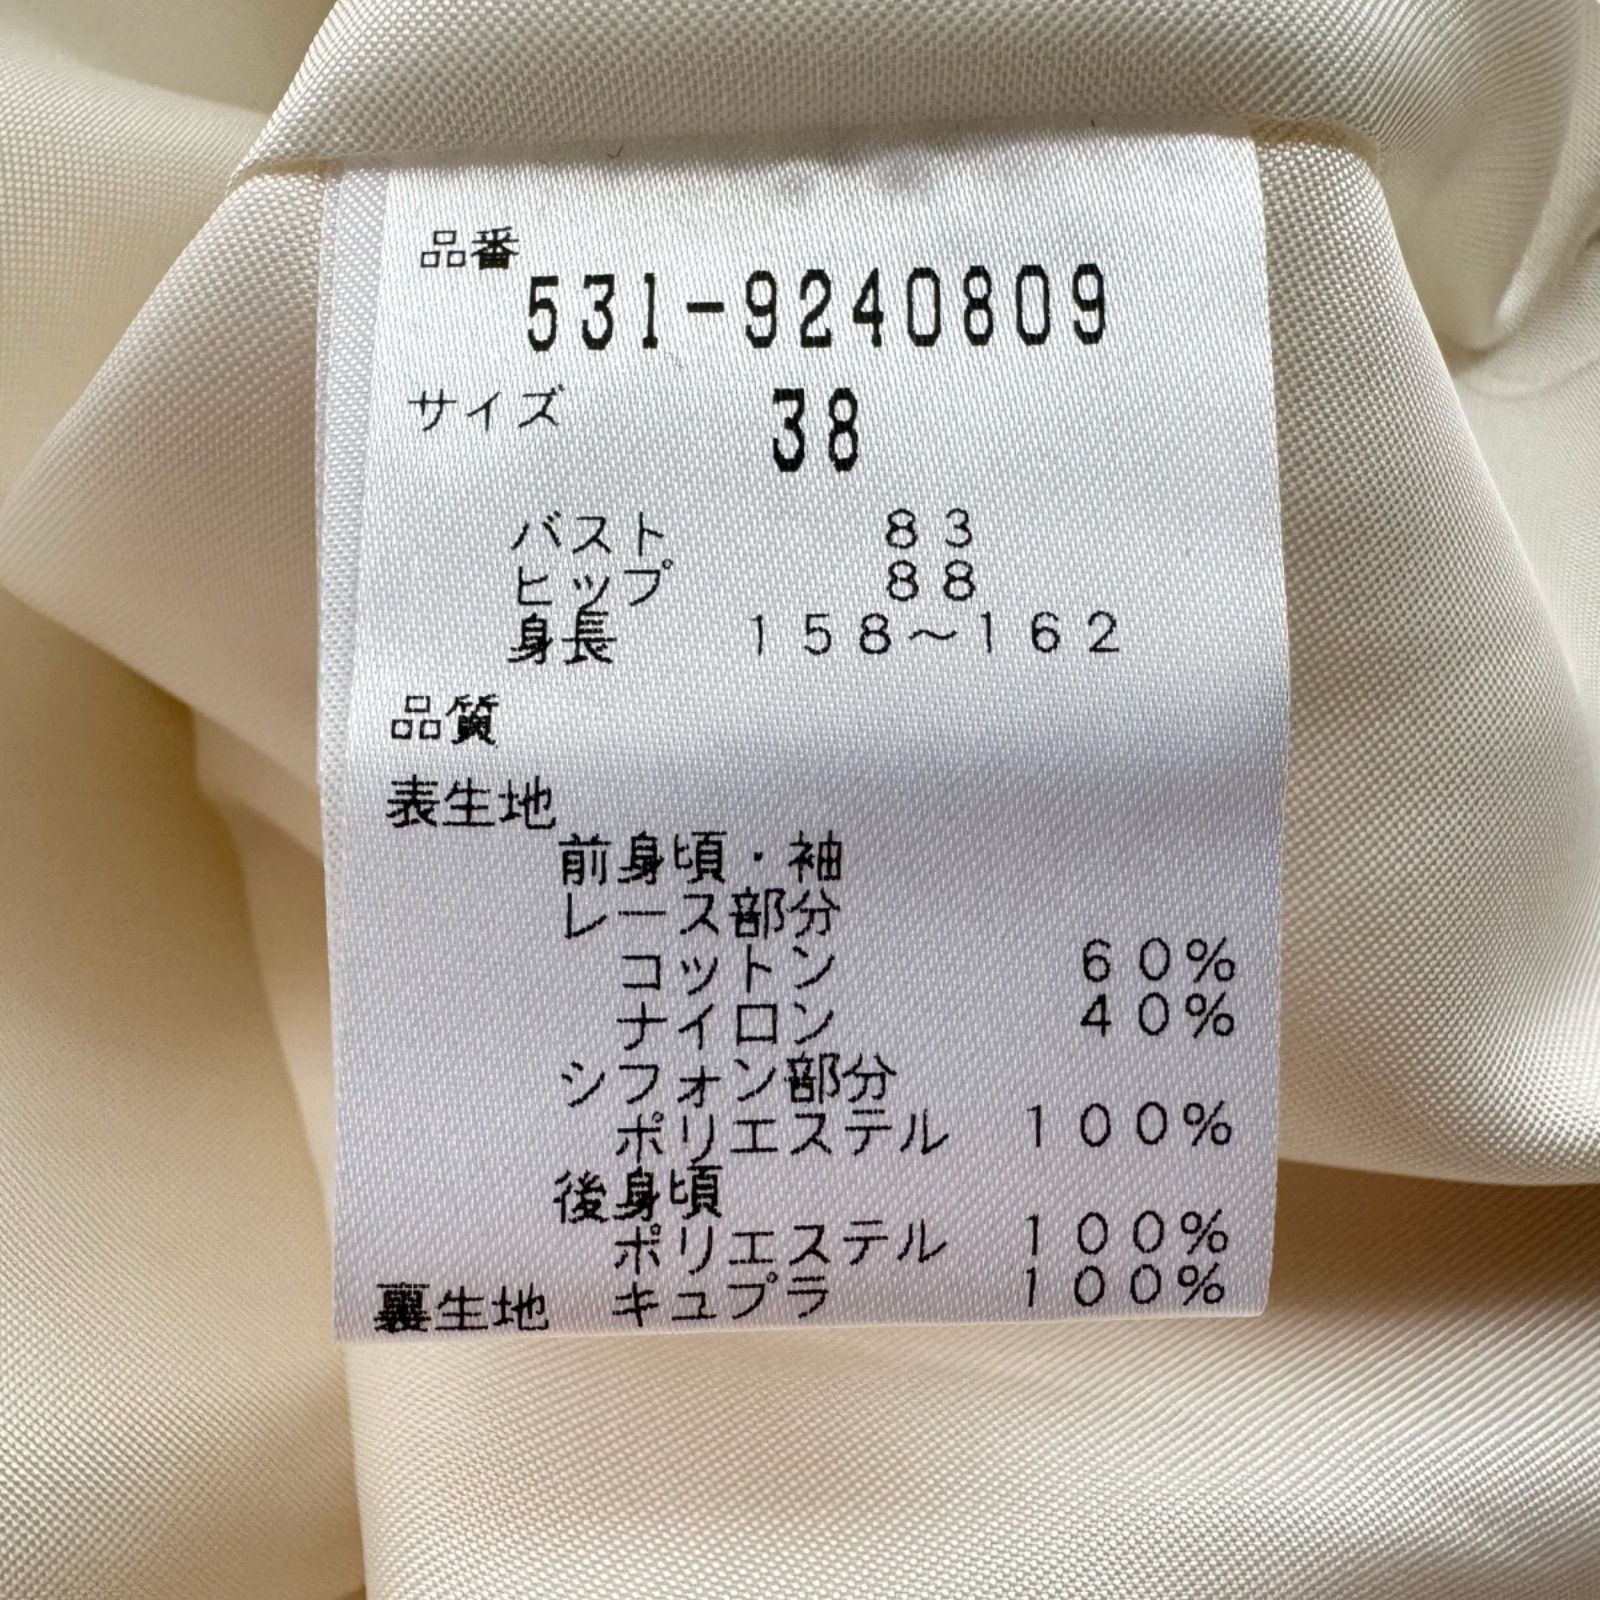 品番
531-9240809
サイズ 38
バスト 83
ヒップ 88
身長 158～162
品質
表生地
前身頃・袖
レース部分
コットン 60%
ナイロン 40%
シフォン部分
ポリエステル 100%
後身頃
ポリエステル 100%
裏生地 キュプラ 100%